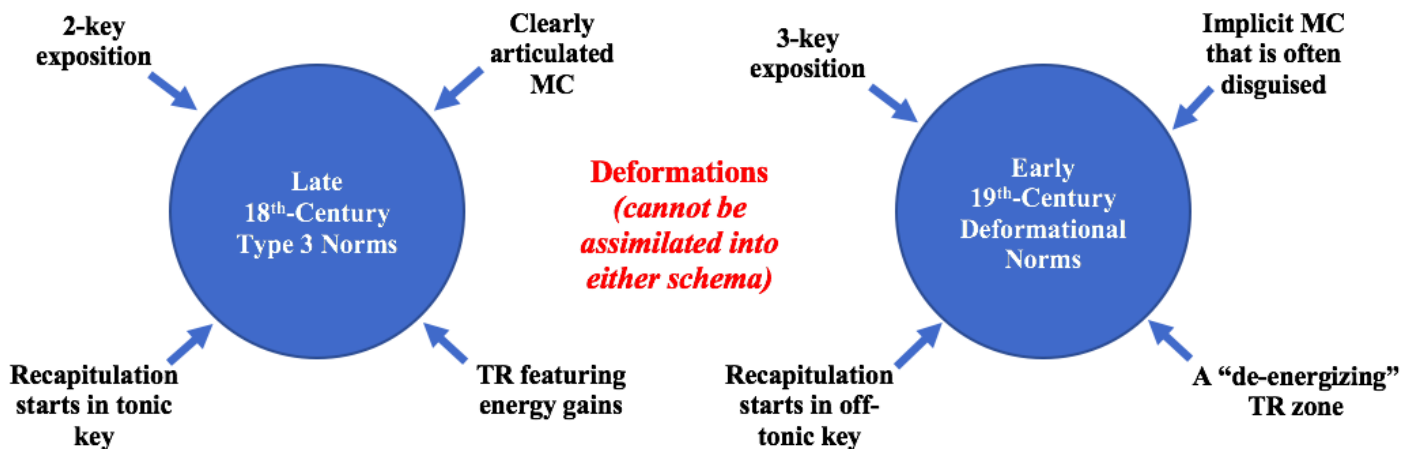 2-key
exposition
Clearly
articulated
MC
Late
18th-Century
Type 3 Norms
Recapitulation
starts in tonic
key
TR featuring
energy gains
Deformations
(cannot be
assimilated into
either schema)
3-key
exposition
Implicit MC
that is often
disguised
Early
19th-Century
Deformational
Norms
Recapitulation
starts in off-
tonic key
A “de-energizing”
TR zone